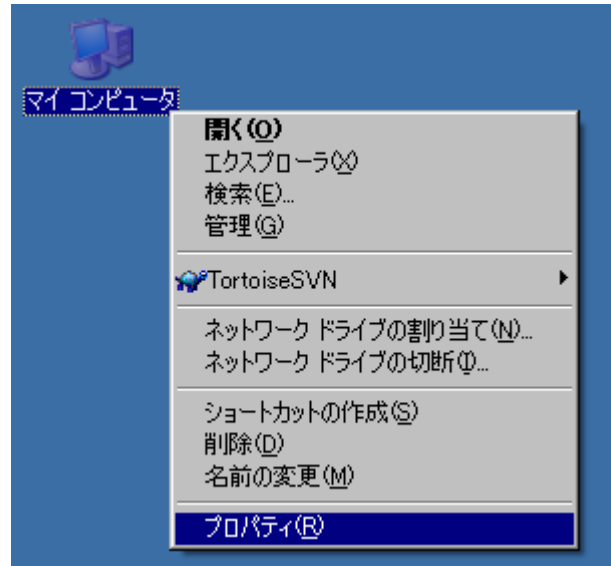 マイ コンピュータ
開く(O)
エクスプローラ(X)
検索(E)...
管理(G)
TortoiseSVN
ネットワーク ドライブの割り当て(N)...
ネットワーク ドライブの切断(I)...
ショートカットの作成(S)
削除(D)
名前の変更(M)
プロパティ(R)